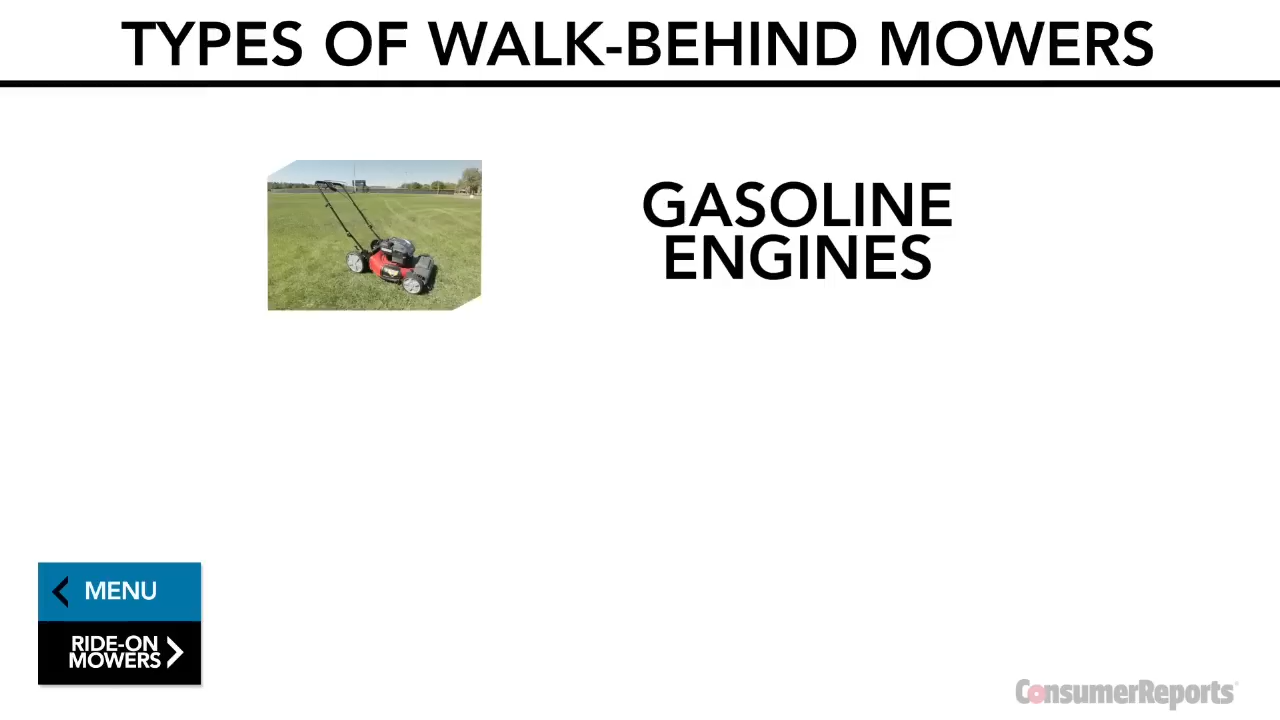 TYPES OF WALK-BEHIND MOWERS
GASOLINE
ENGINES
MENU
RIDE-ON
MOWERS
ConsumerReports